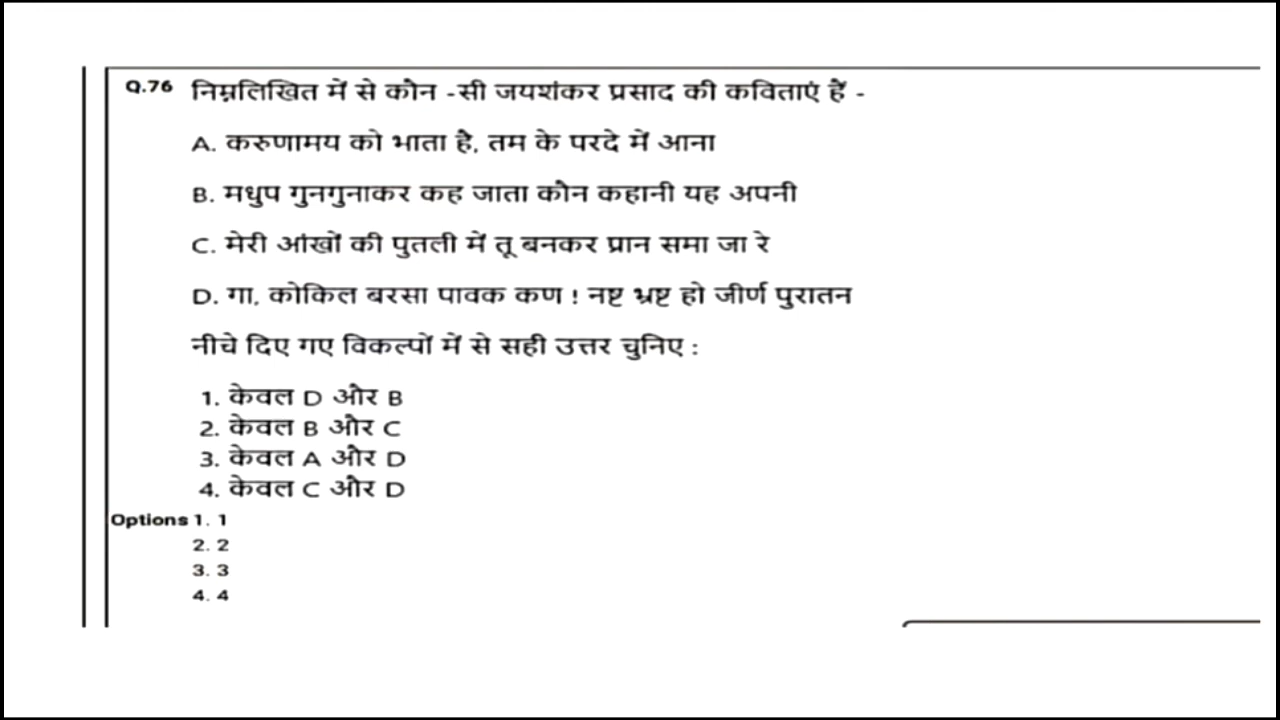 Q.76 निम्नलिखित में से कौन -सी जयशंकर प्रसाद की कविताएं हैं -
A. करुणामय को भाता है, तम के परदे में आना
B. मधुप गुनगुनाकर कह जाता कौन कहानी यह अपनी
C. मेरी आंखों की पुतली में तू बनकर प्रान समा जा रे
D. गा, कोकिल बरसा पावक कण ! नष्ट भ्रष्ट हो जीर्ण पुरातन
नीचे दिए गए विकल्पों में से सही उत्तर चुनिए :
1. केवल D और B
2. केवल B और C
3. केवल A और D
4. केवल C और D
Options 1. 1
2. 2
3. 3
4. 4